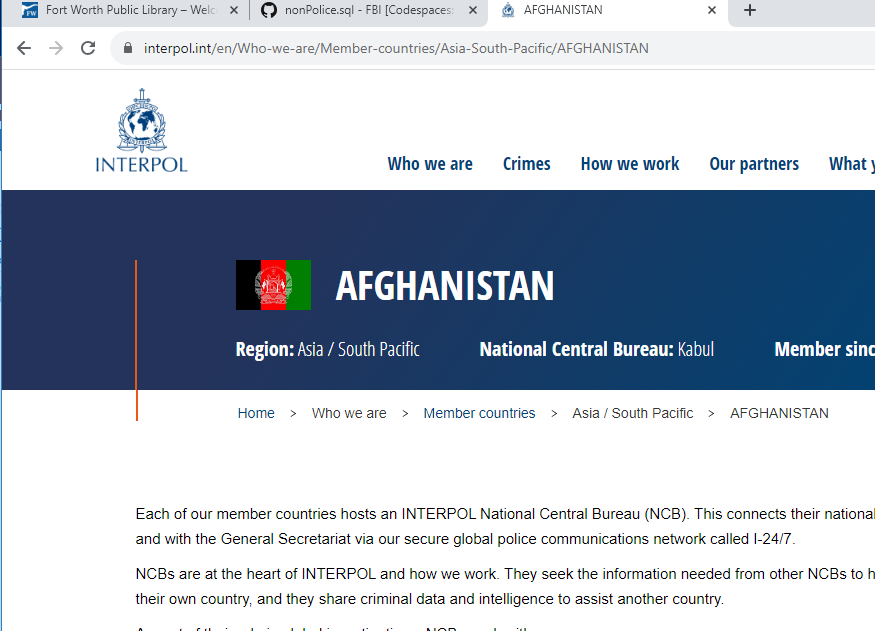 Fort Worth Public Library – Welc
nonPolice.sql - FBI [Codespaces:
AFGHANISTAN
interpol.int/en/Who-we-are/Member-countries/Asia-South-Pacific/AFGHANISTAN
INTERPOL
Who we are Crimes How we work Our partners What y
AFGHANISTAN
Region: Asia / South Pacific National Central Bureau: Kabul Member sinc
Home > Who we are > Member countries > Asia / South Pacific > AFGHANISTAN
Each of our member countries hosts an INTERPOL National Central Bureau (NCB). This connects their national
and with the General Secretariat via our secure global police communications network called I-24/7.
NCBs are at the heart of INTERPOL and how we work. They seek the information needed from other NCBs to h
their own country, and they share criminal data and intelligence to assist another country.